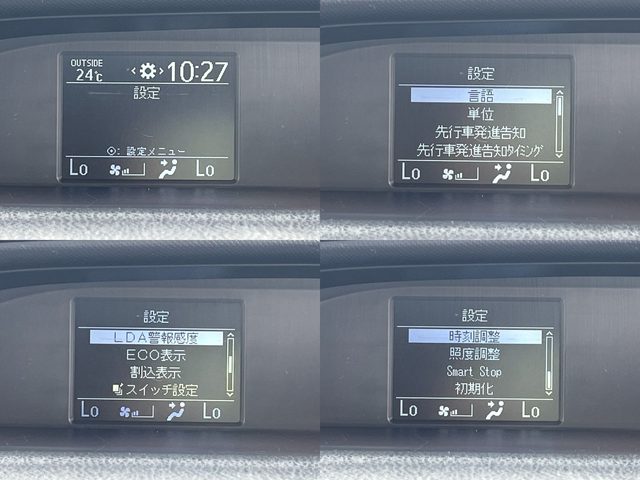 OUTSIDE
24℃ 10:27
設定
⊙: 設定メニュー
Lo Lo
設定
言語
単位
先行車発進告知
先行車発進告知タイミング
Lo Lo
設定
LDA警報感度
ECO表示
割込表示
スイッチ設定
Lo Lo
設定
時刻調整
照度調整
Smart Stop
初期化
Lo Lo